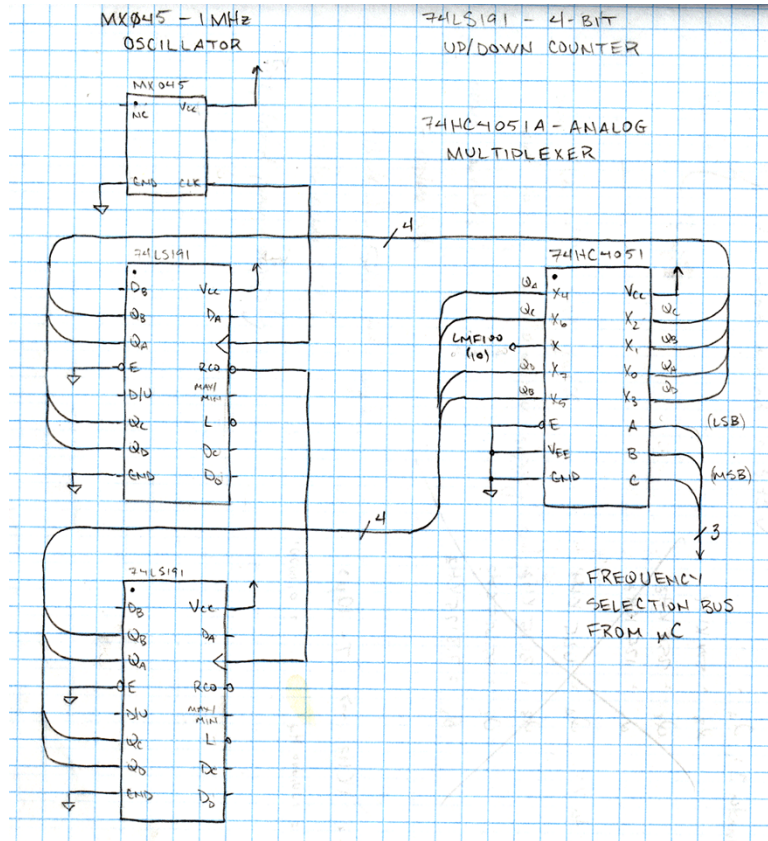 MXØ45 - 1MHz
OSCILLATOR
74LS191 - 4-BIT
UP/DOWN COUNTER
74HC4051A - ANALOG
MULTIPLEXER
MX045
NC
VCC
GND
CLK
4
74LS191
DB
VCC
QB
DA
QA
E
RCO
D/U
MAX/
MIN
QC
L
QD
DC
GND
DD
74HC4051
QA
X4
VCC
QC
QC
X6
X2
LMF100
(10)
X
X1
QB
QD
X7
X0
QA
QB
X5
X3
QD
E
A
(LSB)
VEE
B
GND
C
(MSB)
3
4
FREQUENCY
SELECTION BUS
FROM μC
74LS191
DB
VCC
QB
DA
QA
E
RCO
D/U
MAX/
MIN
QC
L
QD
DC
GND
DD